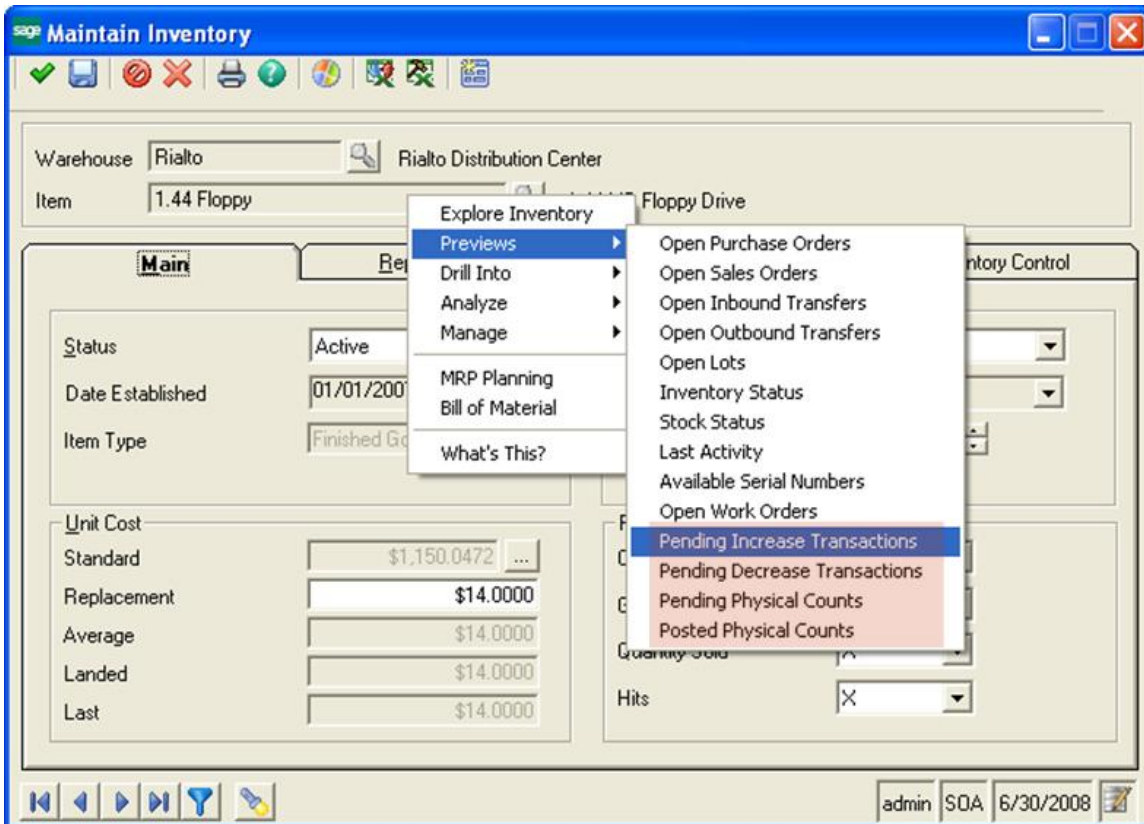 sage Maintain Inventory
Warehouse Rialto Rialto Distribution Center
Item 1.44 Floppy Floppy Drive
Explore Inventory
Previews
Drill Into
Analyze
Manage
MRP Planning
Bill of Material
What's This?
Open Purchase Orders
Open Sales Orders
Open Inbound Transfers
Open Outbound Transfers
Open Lots
Inventory Status
Stock Status
Last Activity
Available Serial Numbers
Open Work Orders
Pending Increase Transactions
Pending Decrease Transactions
Pending Physical Counts
Posted Physical Counts
Main Re ntory Control
Status Active
Date Established 01/01/200
Item Type Finished Go
Unit Cost
Standard $1,150.0472 ...
Replacement $14.0000
Average $14.0000
Landed $14.0000
Last $14.0000
Quantity Sold X
Hits X
admin SOA 6/30/2008